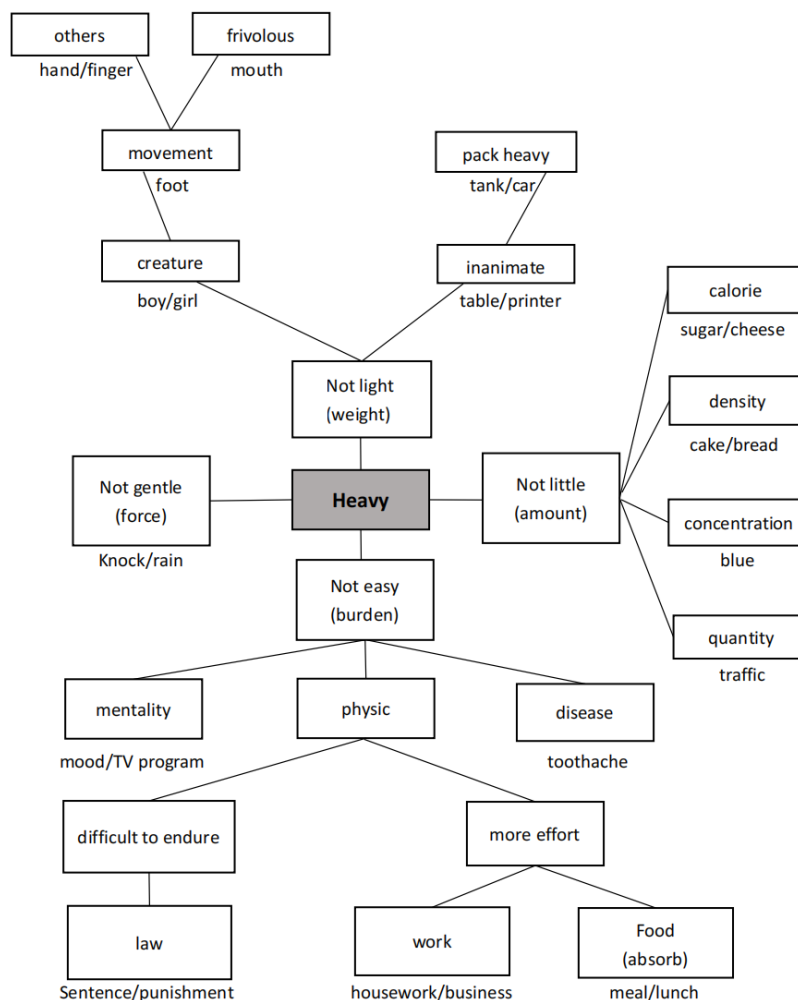 others
frivolous
hand/finger
mouth
movement
pack heavy
foot
tank/car
creature
inanimate
calorie
boy/girl
table/printer
sugar/cheese
Not light
(weight)
density
cake/bread
Not gentle
(force)
Heavy
Not little
(amount)
concentration
Knock/rain
blue
Not easy
(burden)
quantity
traffic
mentality
physic
disease
mood/TV program
toothache
difficult to endure
more effort
law
work
Food
(absorb)
Sentence/punishment
housework/business
meal/lunch